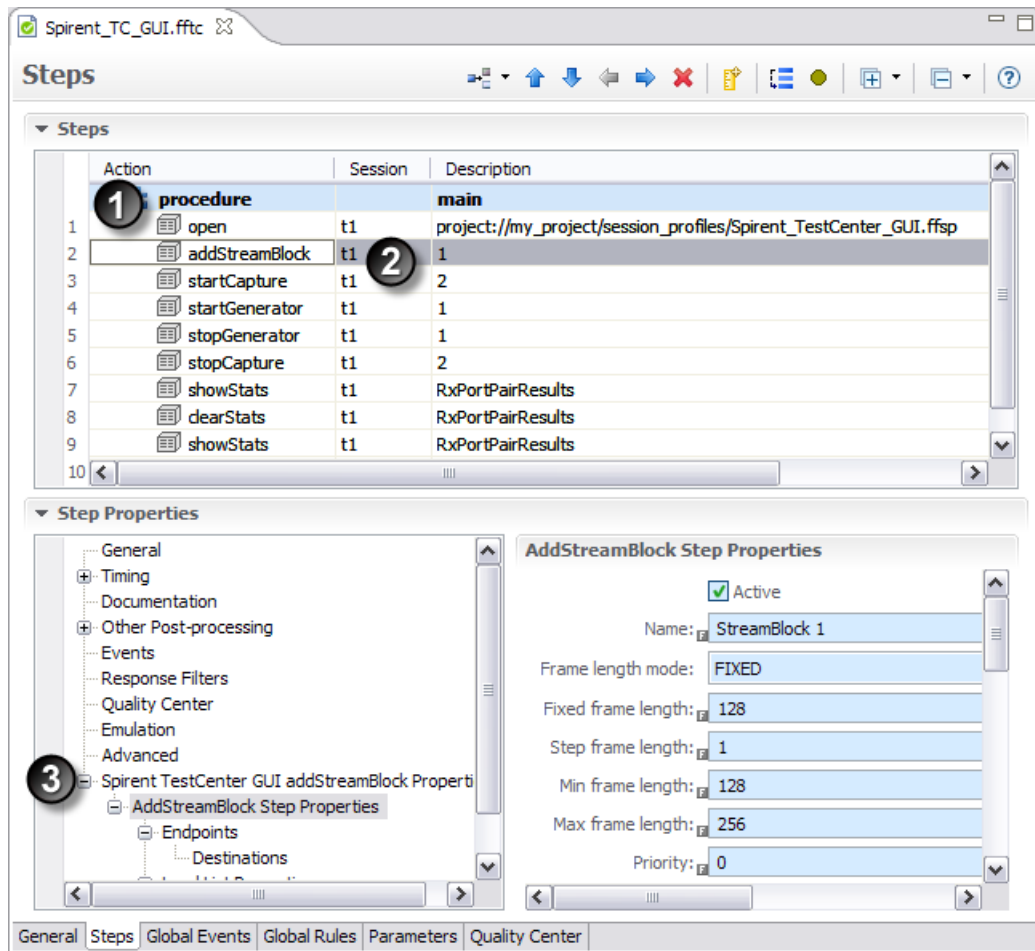 Spirent_TC_GUI.fftc
Steps
Steps
Action Session Description
1 procedure main
1 open t1 project://my_project/session_profiles/Spirent_TestCenter_GUI.ffsp
2 addStreamBlock t1 2 1
3 startCapture t1 2
4 startGenerator t1 1
5 stopGenerator t1 1
6 stopCapture t1 2
7 showStats t1 RxPortPairResults
8 clearStats t1 RxPortPairResults
9 showStats t1 RxPortPairResults
10
Step Properties
General
Timing
Documentation
Other Post-processing
Events
Response Filters
Quality Center
Emulation
Advanced
3 Spirent TestCenter GUI addStreamBlock Properti
AddStreamBlock Step Properties
Endpoints
Destinations
AddStreamBlock Step Properties
Active
Name: F StreamBlock 1
Frame length mode: FIXED
Fixed frame length: F 128
Step frame length: F 1
Min frame length: F 128
Max frame length: F 256
Priority: F 0
General Steps Global Events Global Rules Parameters Quality Center